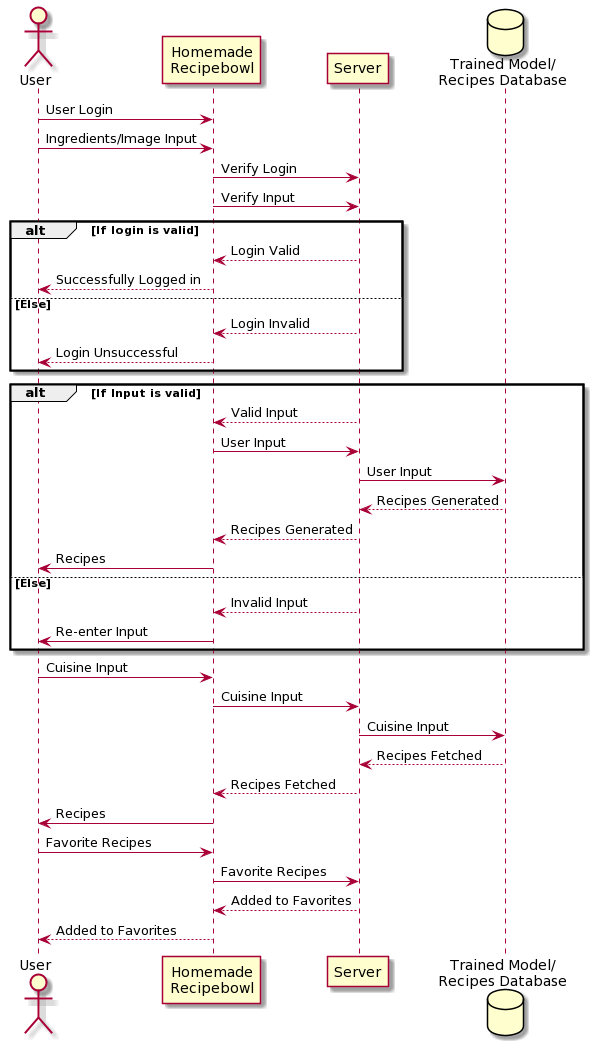 User
Homemade
Recipebowl
Server
Trained Model/
Recipes Database
User Login
Ingredients/Image Input
Verify Login
Verify Input
alt [If login is valid]
Login Valid
Successfully Logged in
[Else]
Login Invalid
Login Unsuccessful
alt [If Input is valid]
Valid Input
User Input
User Input
Recipes Generated
Recipes Generated
Recipes
[Else]
Invalid Input
Re-enter Input
Cuisine Input
Cuisine Input
Cuisine Input
Recipes Fetched
Recipes Fetched
Recipes
Favorite Recipes
Favorite Recipes
Added to Favorites
Added to Favorites
User
Homemade
Recipebowl
Server
Trained Model/
Recipes Database